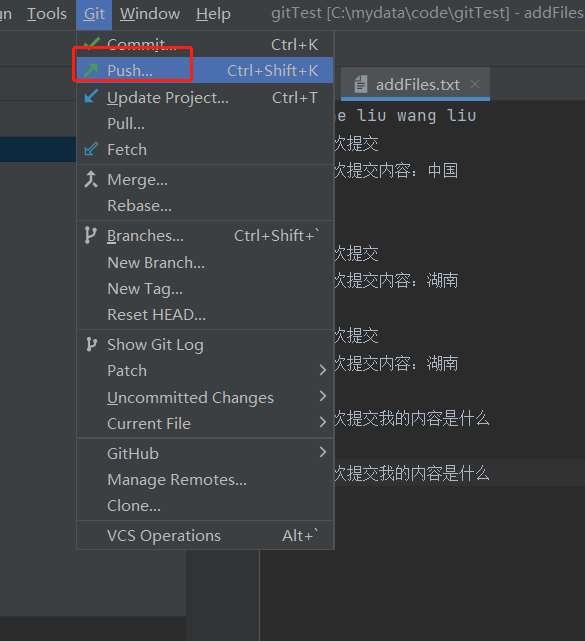 Tools Git Window Help gitTest [C:\mydata\code\gitTest] - addFiles
Commit... Ctrl+K
Push... Ctrl+Shift+K
Update Project... Ctrl+T
Pull...
Fetch
Merge...
Rebase...
Branches... Ctrl+Shift+`
New Branch...
New Tag...
Reset HEAD...
Show Git Log
Patch
Uncommitted Changes
Current File
GitHub
Manage Remotes...
Clone...
VCS Operations Alt+`
addFiles.txt
liu wang liu
次提交
次提交内容：中国
次提交
次提交内容：湖南
次提交
次提交内容：湖南
次提交我的内容是什么
次提交我的内容是什么